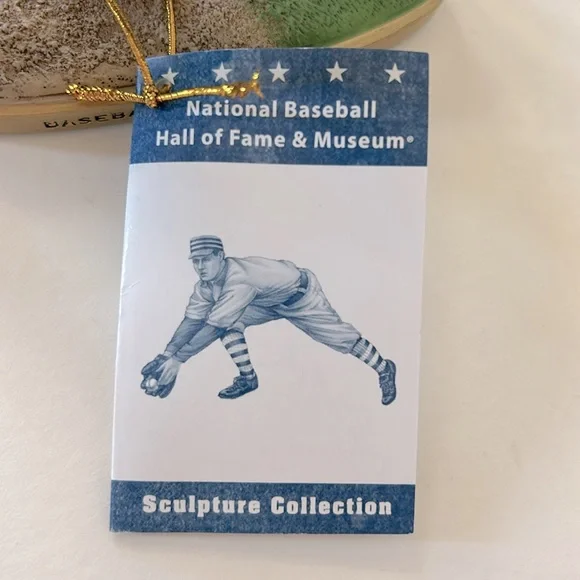 National Baseball
Hall of Fame & Museum®
Sculpture Collection